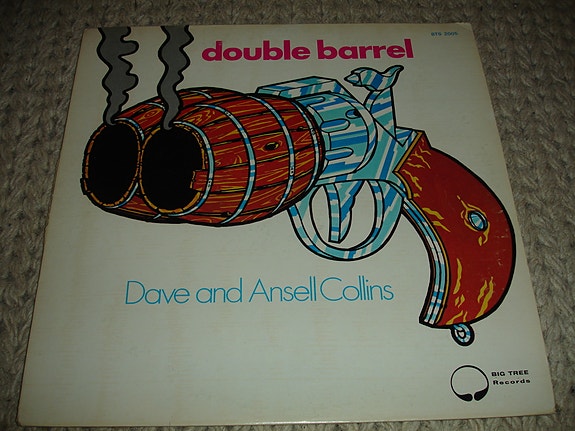 double barrel
BTS 2005
Dave and Ansell Collins
BIG TREE
Records